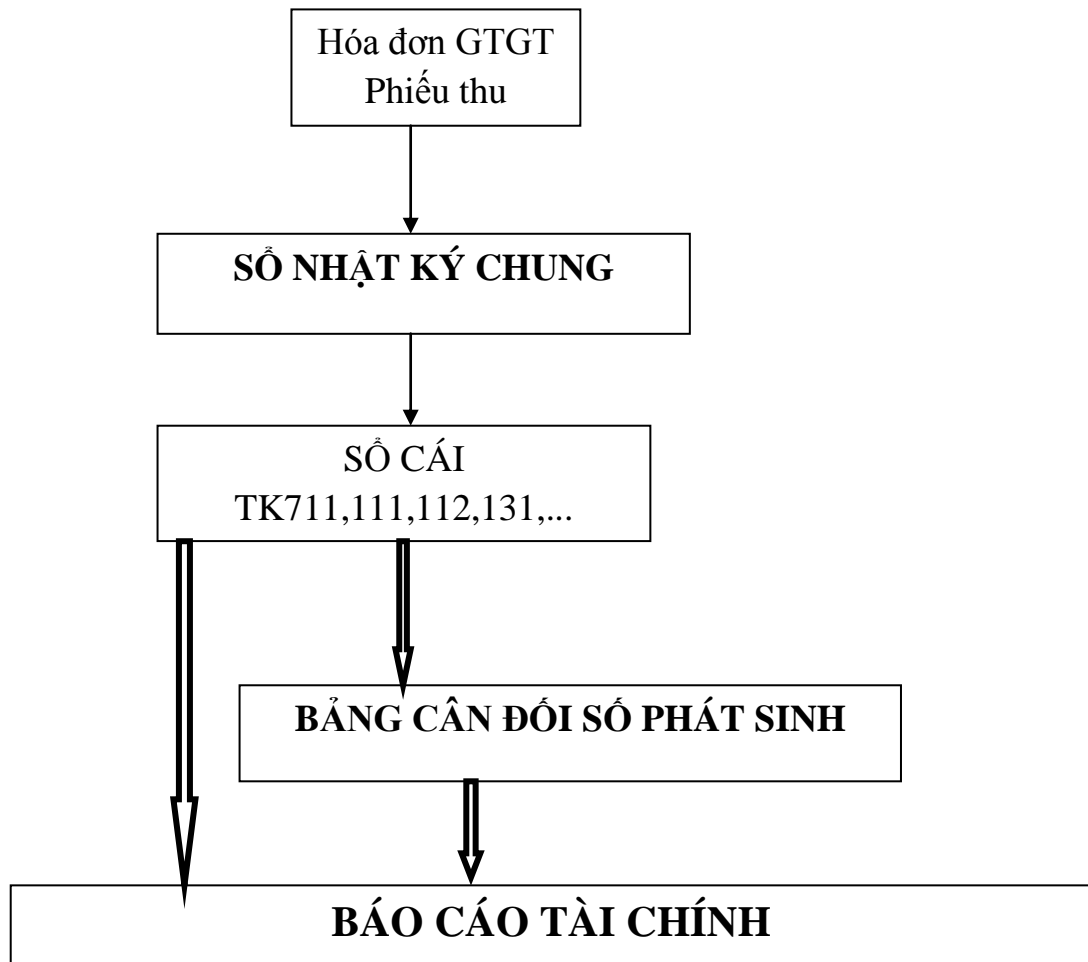 Hóa đơn GTGT
Phiếu thu
SỔ NHẬT KÝ CHUNG
SỔ CÁI
TK711,111,112,131,...
BẢNG CÂN ĐỐI SỐ PHÁT SINH
BÁO CÁO TÀI CHÍNH